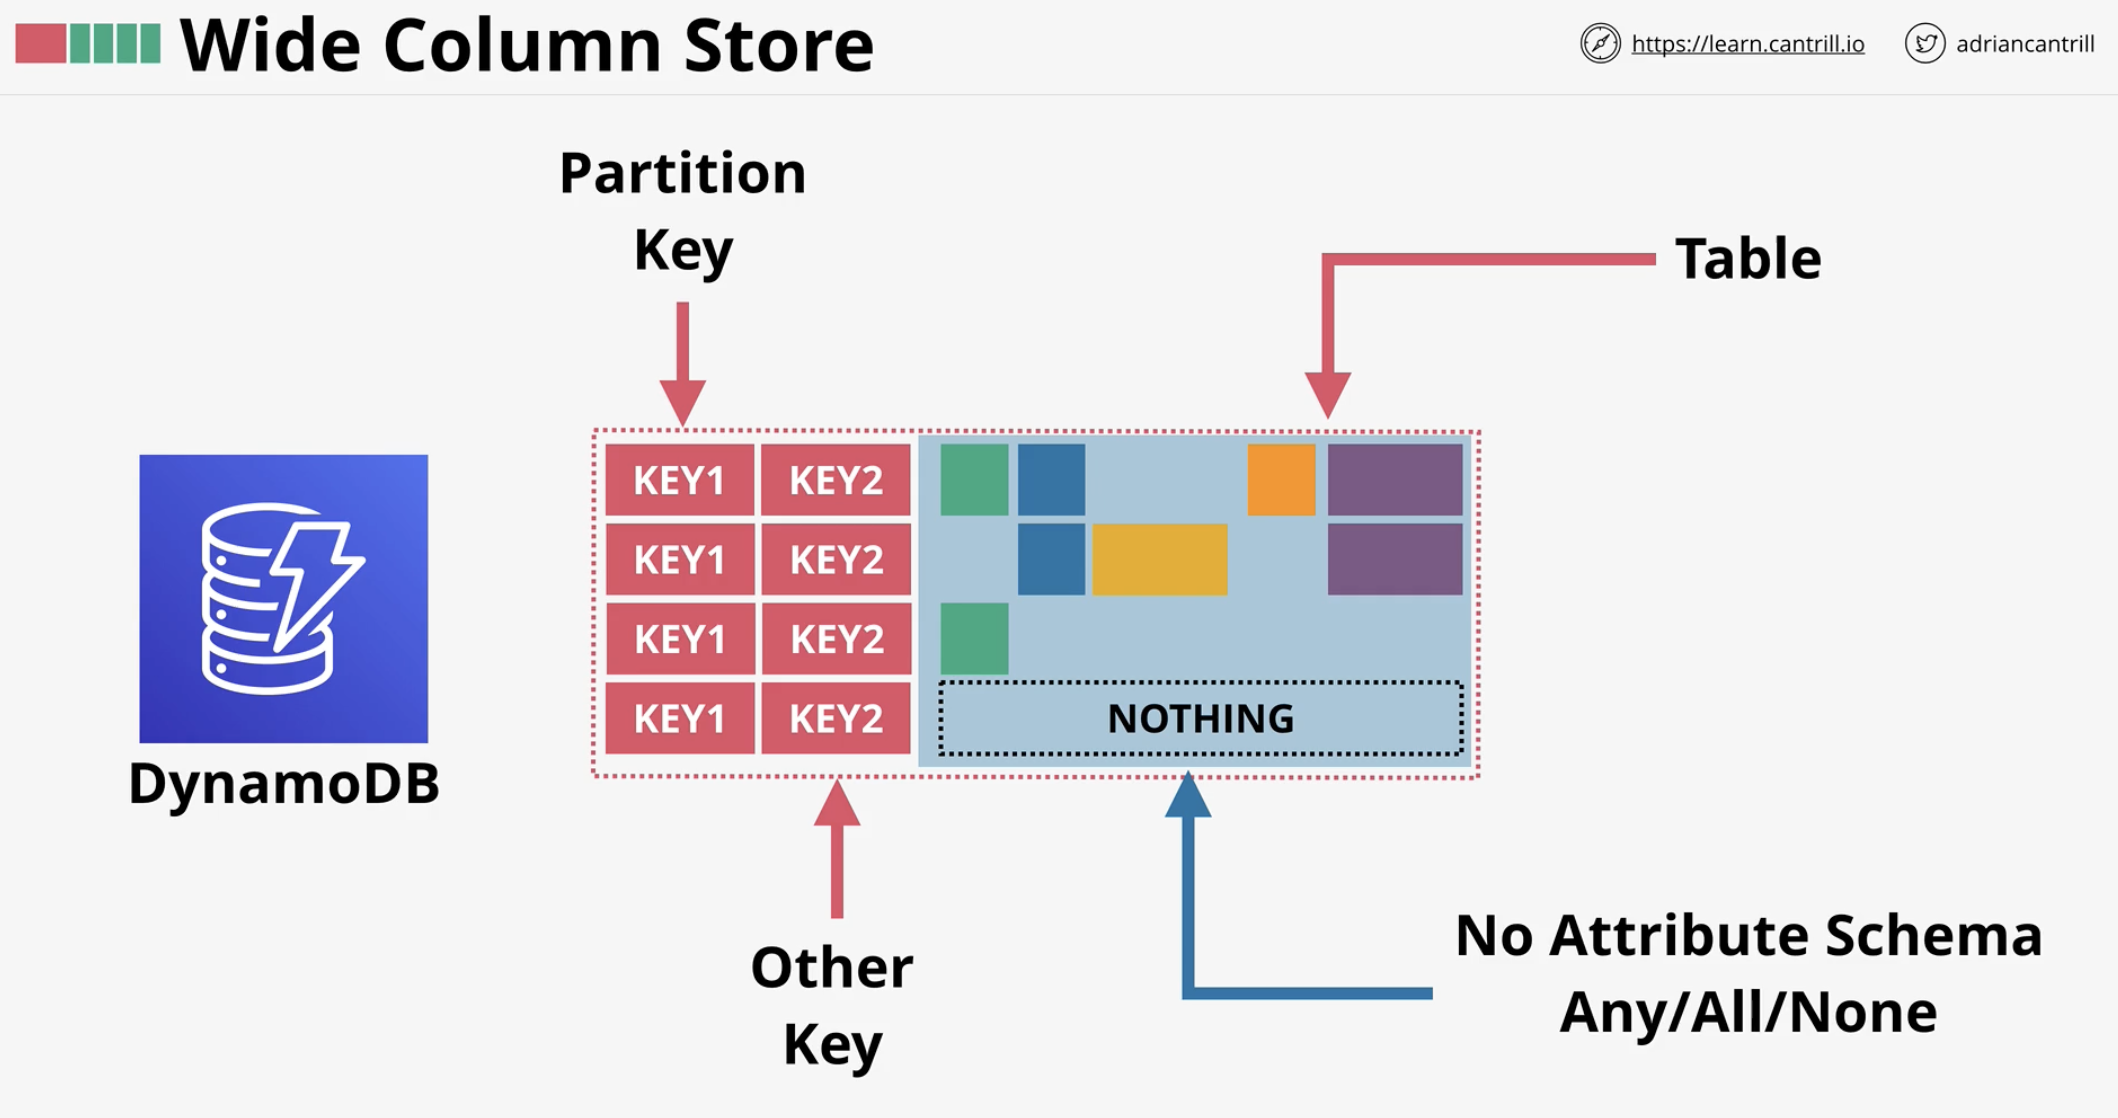 Wide Column Store
https://learn.cantrill.io
adriancantrill
Partition
Key
Table
KEY1 KEY2
KEY1 KEY2
KEY1 KEY2
KEY1 KEY2 NOTHING
DynamoDB
Other
Key
No Attribute Schema
Any/All/None